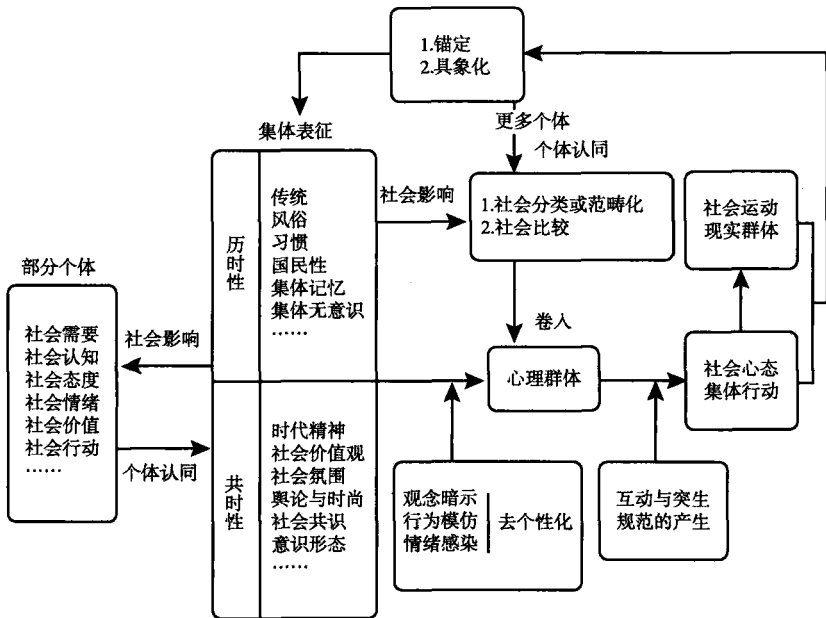 1.锚定
2.具象化
更多个体
个体认同
集体表征
历时性
传统
风俗
习惯
国民性
集体记忆
集体无意识
……
社会影响
1.社会分类或范畴化
2.社会比较
社会运动
现实群体
部分个体
社会需要
社会认知
社会态度
社会情绪
社会价值
社会行动
……
社会影响
个体认同
卷入
心理群体
社会心态
集体行动
共时性
时代精神
社会价值观
社会氛围
舆论与时尚
社会共识
意识形态
……
观念暗示
行为模仿
情绪感染
去个性化
互动与突生
规范的产生